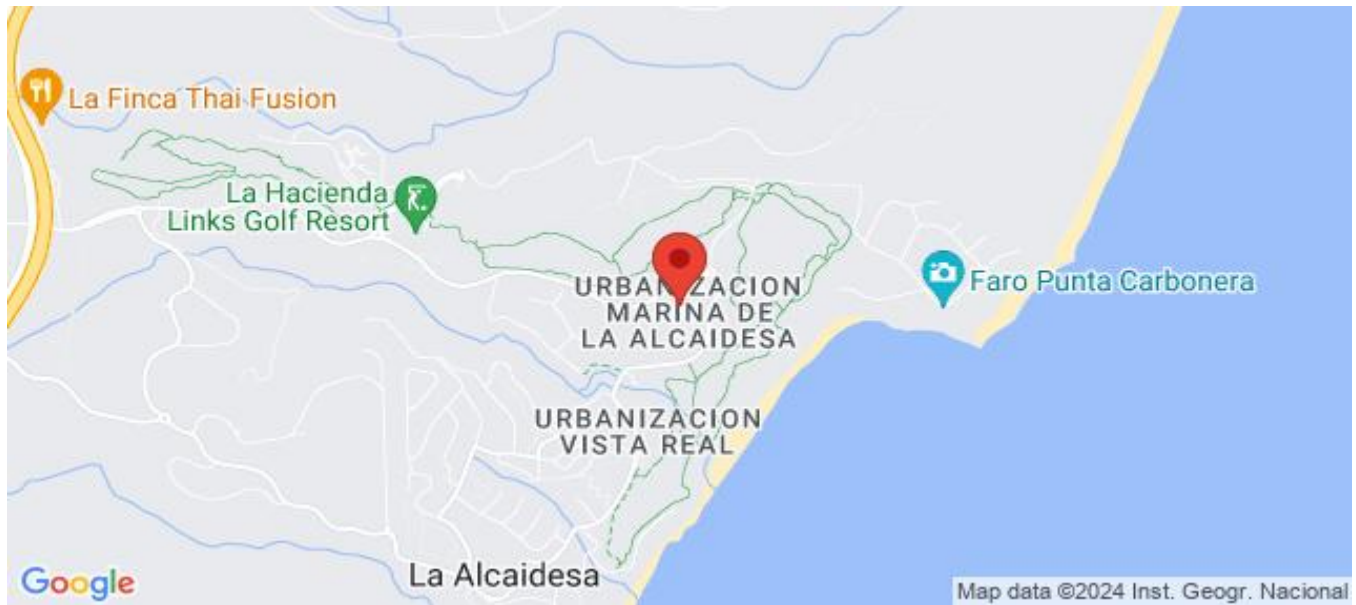 La Finca Thai Fusion
La Hacienda
Links Golf Resort
URBANIZACION
MARINA DE
LA ALCAIDESA
Faro Punta Carbonera
URBANIZACION
VISTA REAL
La Alcaidesa
Google
Map data ©2024 Inst. Geogr. Nacional